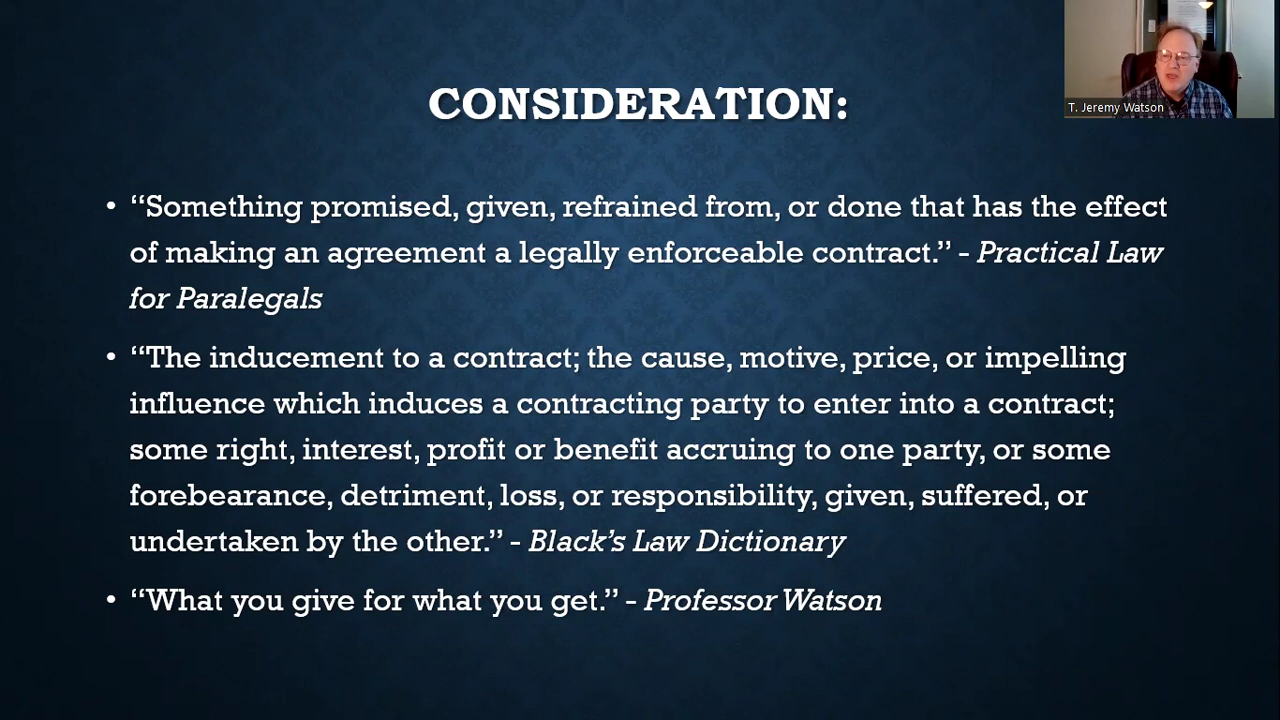 T. Jeremy Watson
CONSIDERATION:
• “Something promised, given, refrained from, or done that has the effect
of making an agreement a legally enforceable contract.” - Practical Law
for Paralegals
• “The inducement to a contract; the cause, motive, price, or impelling
influence which induces a contracting party to enter into a contract;
some right, interest, profit or benefit accruing to one party, or some
forebearance, detriment, loss, or responsibility, given, suffered, or
undertaken by the other.” - Black’s Law Dictionary
• “What you give for what you get.” - Professor Watson